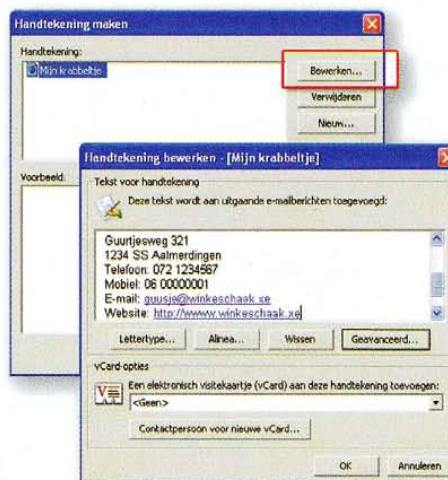 Handtekening maken
Handtekening:
Mijn krabbeltje
Bewerken...
Verwijderen
Nieuw...
Voorbeeld:
Handtekening bewerken - [Mijn krabbeltje]
Tekst voor handtekening
Deze tekst wordt aan uitgaande e-mailberichten toegevoegd:
Guurtjesweg 321
1234 SS Aalmerdingen
Telefoon: 072 1234567
Mobiel: 06 00000001
E-mail: guusje@winkeschaak.xe
Website: http://wwww.winkeschaak.xe
Lettertype... Alinea... Wissen Geavanceerd...
vCard-opties
Een elektronisch visitekaartje (vCard) aan deze handtekening toevoegen:
<Geen>
Contactpersoon voor nieuwe vCard...
OK Annuleren